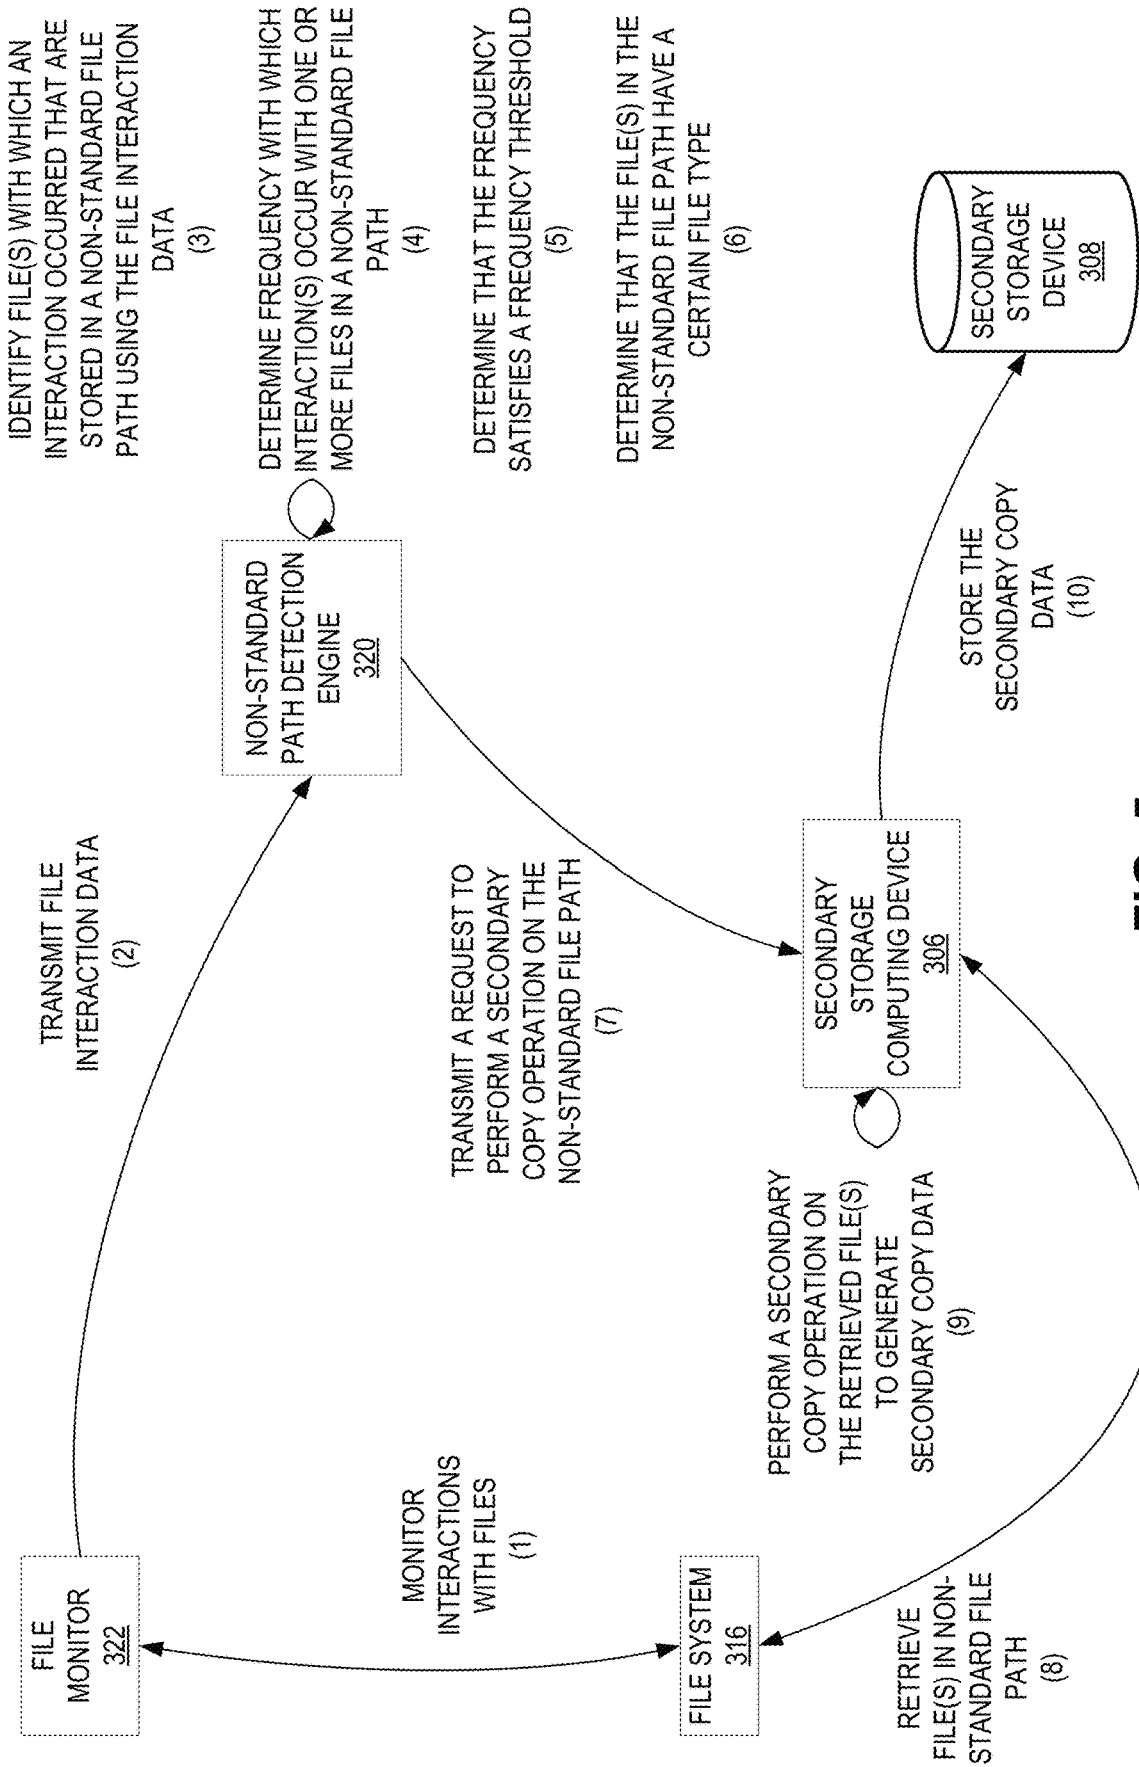 FILE
MONITOR
322
TRANSMIT FILE
INTERACTION DATA
(2)
IDENTIFY FILE(S) WITH WHICH AN
INTERACTION OCCURRED THAT ARE
STORED IN A NON-STANDARD FILE
PATH USING THE FILE INTERACTION
DATA
(3)
NON-STANDARD
PATH DETECTION
ENGINE
320
DETERMINE FREQUENCY WITH WHICH
INTERACTION(S) OCCUR WITH ONE OR
MORE FILES IN A NON-STANDARD FILE
PATH
(4)
MONITOR
INTERACTIONS
WITH FILES
(1)
TRANSMIT A REQUEST TO
PERFORM A SECONDARY
COPY OPERATION ON THE
NON-STANDARD FILE PATH
(7)
DETERMINE THAT THE FREQUENCY
SATISFIES A FREQUENCY THRESHOLD
(5)
DETERMINE THAT THE FILE(S) IN THE
NON-STANDARD FILE PATH HAVE A
CERTAIN FILE TYPE
(6)
FILE SYSTEM
316
PERFORM A SECONDARY
COPY OPERATION ON
THE RETRIEVED FILE(S)
TO GENERATE
SECONDARY COPY DATA
(9)
SECONDARY
STORAGE
COMPUTING DEVICE
306
STORE THE
SECONDARY COPY
DATA
(10)
SECONDARY
STORAGE
DEVICE
308
RETRIEVE
FILE(S) IN NON-
STANDARD FILE
PATH
(8)